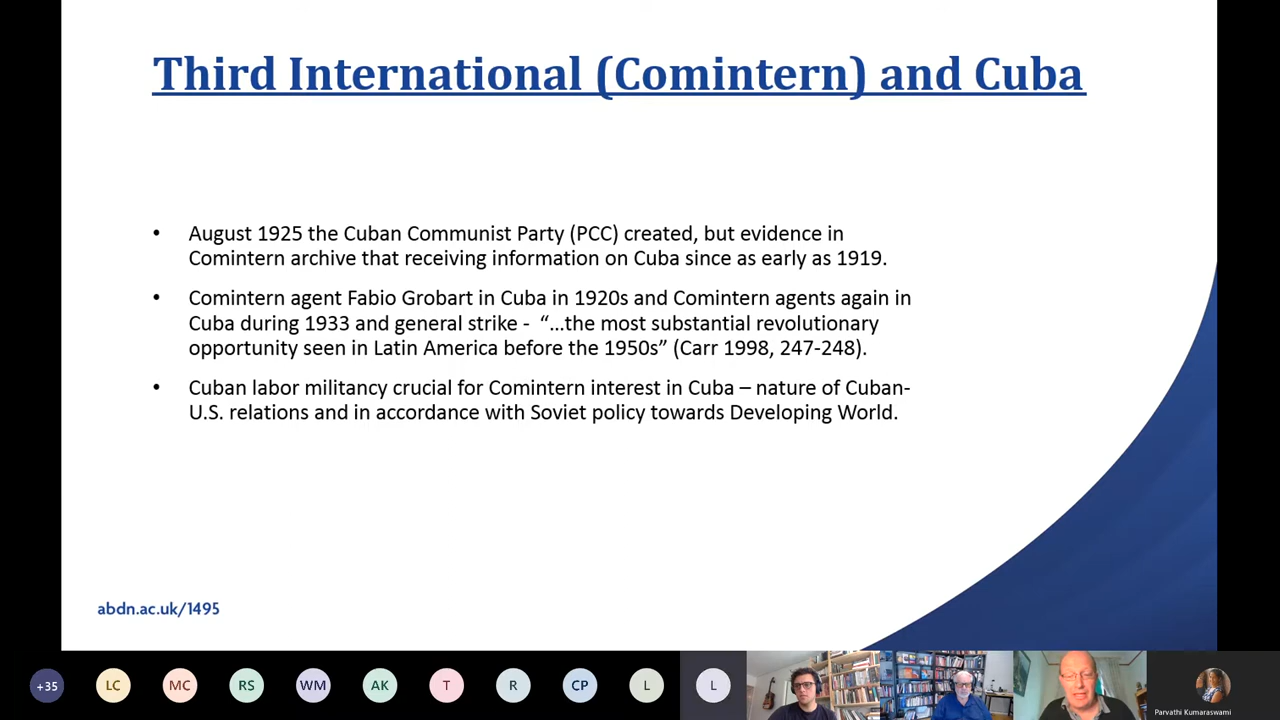 Third International (Comintern) and Cuba
• August 1925 the Cuban Communist Party (PCC) created, but evidence in
Comintern archive that receiving information on Cuba since as early as 1919.
• Comintern agent Fabio Grobart in Cuba in 1920s and Comintern agents again in
Cuba during 1933 and general strike - “…the most substantial revolutionary
opportunity seen in Latin America before the 1950s” (Carr 1998, 247-248).
• Cuban labor militancy crucial for Comintern interest in Cuba – nature of Cuban-
U.S. relations and in accordance with Soviet policy towards Developing World.
abdn.ac.uk/1495
+35 LC MC RS WM AK T R CP L L
Parvathi Kumaraswami